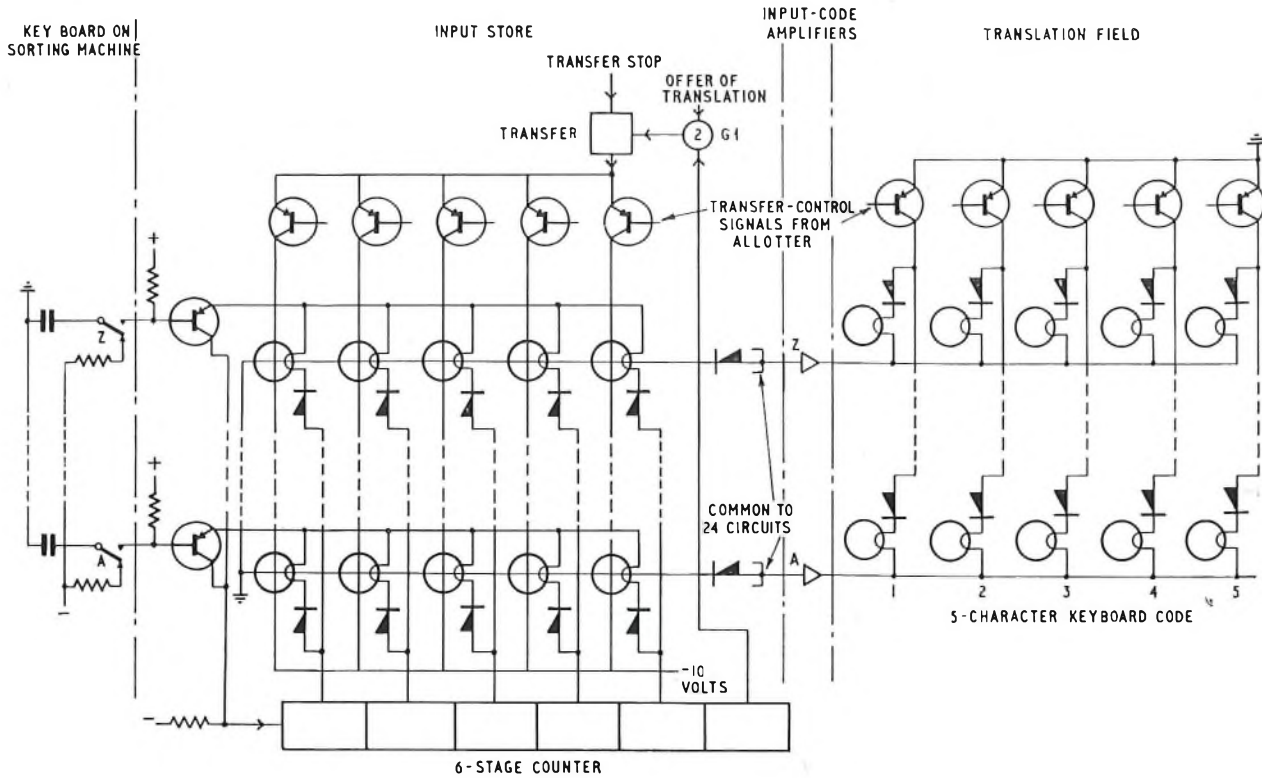 KEY BOARD ON
SORTING MACHINE
INPUT STORE
INPUT-CODE
AMPLIFIERS
TRANSLATION FIELD
TRANSFER STOP
OFFER OF
TRANSLATION
TRANSFER
2
G1
TRANSFER-CONTROL
SIGNALS FROM
ALLOTTER
+
Z
Z
+
COMMON TO
24 CIRCUITS
A
A
–
1
2
3
4
5
5-CHARACTER KEYBOARD CODE
–10
VOLTS
–
6-STAGE COUNTER